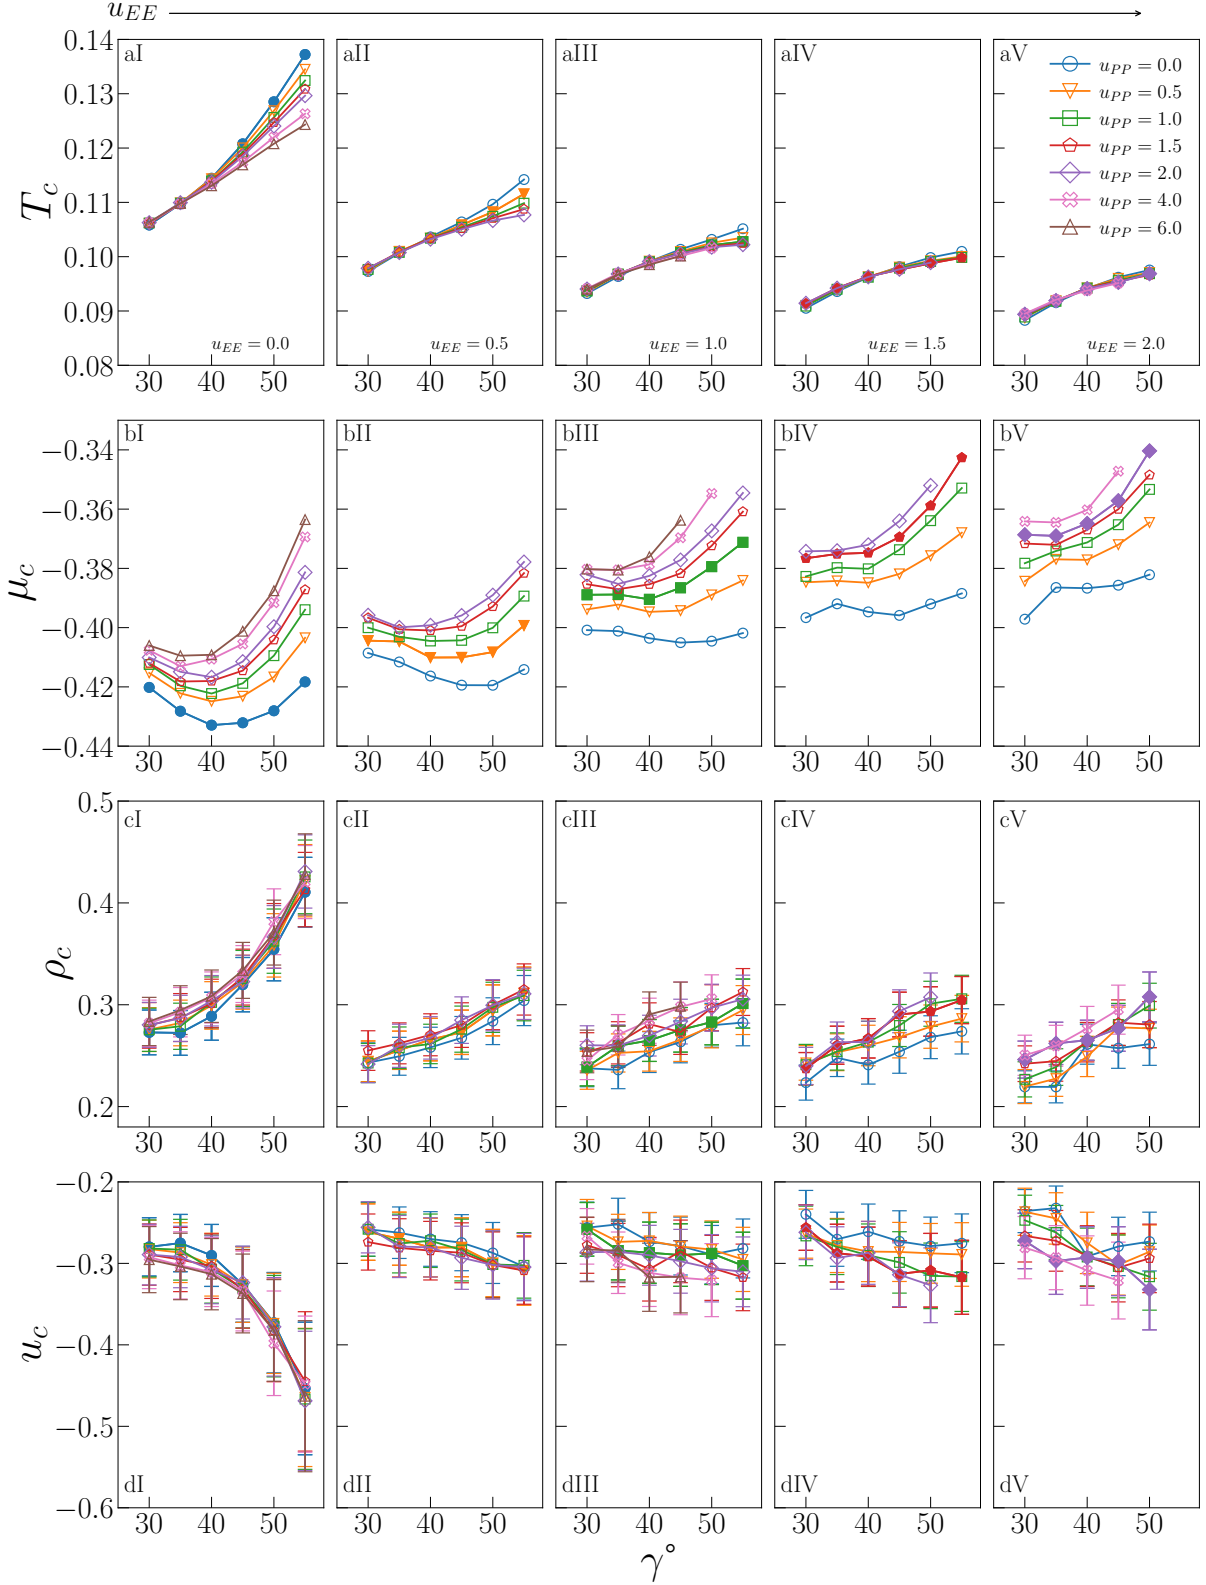 u_EE
aI aII aIII aIV aV
0.14
0.13
0.12
0.11
0.10
0.09
0.08
T_c
u_PP = 0.0
u_PP = 0.5
u_PP = 1.0
u_PP = 1.5
u_PP = 2.0
u_PP = 4.0
u_PP = 6.0
u_EE = 0.0 u_EE = 0.5 u_EE = 1.0 u_EE = 1.5 u_EE = 2.0
30 40 50 30 40 50 30 40 50 30 40 50 30 40 50
bI bII bIII bIV bV
−0.34
−0.36
−0.38
−0.40
−0.42
−0.44
μ_c
30 40 50 30 40 50 30 40 50 30 40 50 30 40 50
0.5
cI cII cIII cIV cV
0.4
0.3
0.2
ρ_c
30 40 50 30 40 50 30 40 50 30 40 50 30 40 50
−0.2
−0.3
−0.4
−0.5
−0.6
u_c
dI dII dIII dIV dV
30 40 50 30 40 50 30 40 50 30 40 50 30 40 50
γ°